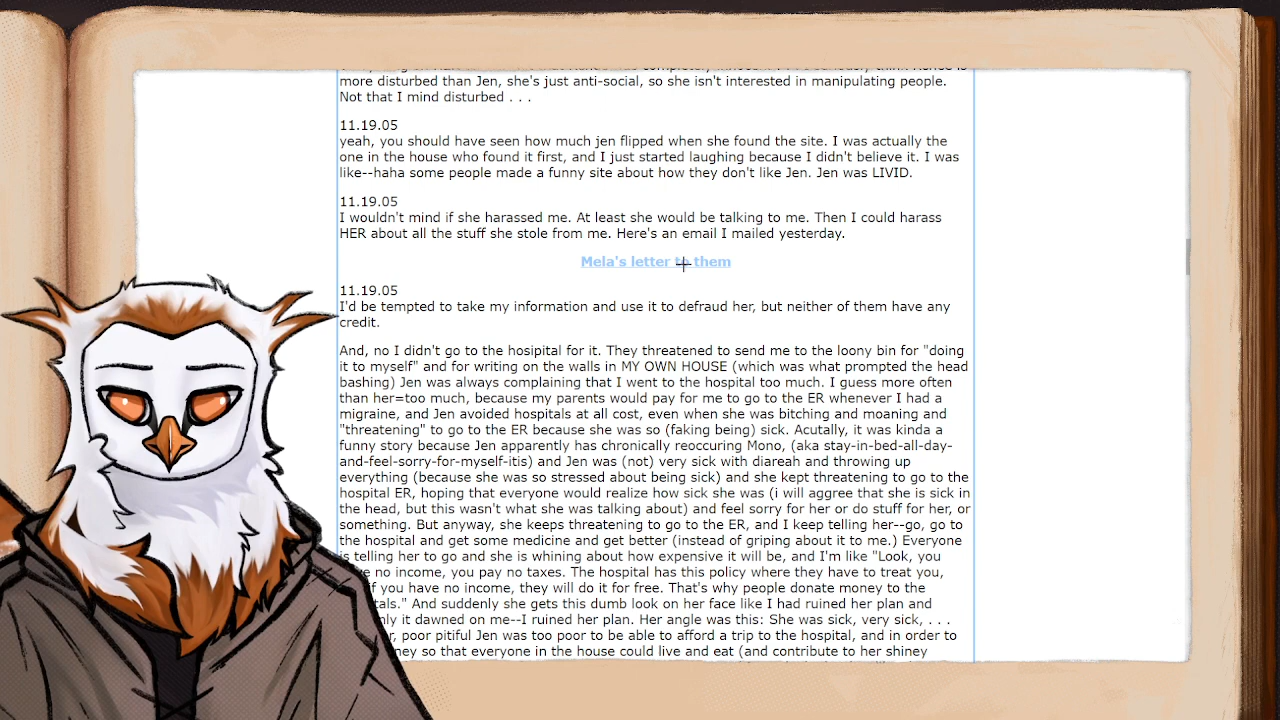 more disturbed than Jen, she's just anti-social, so she isn't interested in manipulating people.
Not that I mind disturbed . . .
11.19.05
yeah, you should have seen how much jen flipped when she found the site. I was actually the
one in the house who found it first, and I just started laughing because I didn't believe it. I was
like--haha some people made a funny site about how they don't like Jen. Jen was LIVID.
11.19.05
I wouldn't mind if she harassed me. At least she would be talking to me. Then I could harass
HER about all the stuff she stole from me. Here's an email I mailed yesterday.
Mela's letter to them
11.19.05
I'd be tempted to take my information and use it to defraud her, but neither of them have any
credit.
And, no I didn't go to the hosipital for it. They threatened to send me to the loony bin for "doing
it to myself" and for writing on the walls in MY OWN HOUSE (which was what prompted the head
bashing) Jen was always complaining that I went to the hospital too much. I guess more often
than her=too much, because my parents would pay for me to go to the ER whenever I had a
migraine, and Jen avoided hospitals at all cost, even when she was bitching and moaning and
"threatening" to go to the ER because she was so (faking being) sick. Acutally, it was kinda a
funny story because Jen apparently has chronically reoccuring Mono, (aka stay-in-bed-all-day-
and-feel-sorry-for-myself-itis) and Jen was (not) very sick with diareah and throwing up
everything (because she was so stressed about being sick) and she kept threatening to go to the
hospital ER, hoping that everyone would realize how sick she was (i will aggree that she is sick in
the head, but this wasn't what she was talking about) and feel sorry for her or do stuff for her, or
something. But anyway, she keeps threatening to go to the ER, and I keep telling her--go, go to
the hospital and get some medicine and get better (instead of griping about it to me.) Everyone
is telling her to go and she is whining about how expensive it will be, and I'm like "Look, you
no income, you pay no taxes. The hospital has this policy where they have to treat you,
if you have no income, they will do it for free. That's why people donate money to the
And suddenly she gets this dumb look on her face like I had ruined her plan and
it dawned on me--I ruined her plan. Her angle was this: She was sick, very sick, . . .
poor pitiful Jen was too poor to be able to afford a trip to the hospital, and in order to
so that everyone in the house could live and eat (and contribute to her shiney